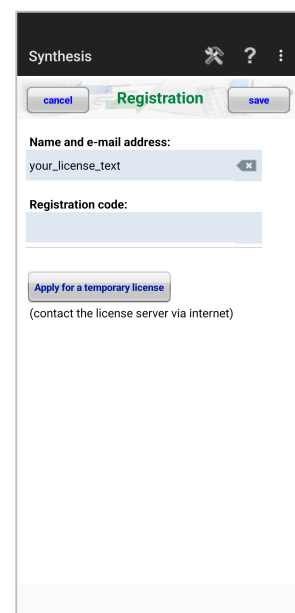 Synthesis ?
cancel Registration save
Name and e-mail address:
your_license_text
Registration code:
Apply for a temporary license
(contact the license server via internet)